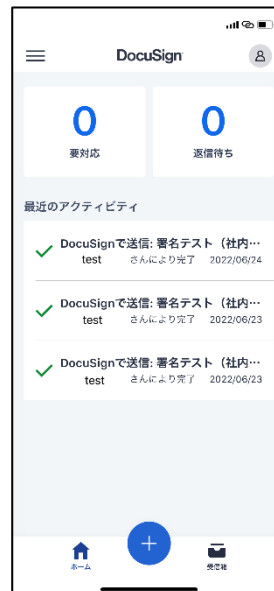 DocuSign
0 0
要対応 返信待ち
最近のアクティビティ
DocuSignで送信: 署名テスト（社内…
test さんにより完了 2022/06/24
DocuSignで送信: 署名テスト（社内…
test さんにより完了 2022/06/23
DocuSignで送信: 署名テスト（社内…
test さんにより完了 2022/06/23
ホーム 受信箱